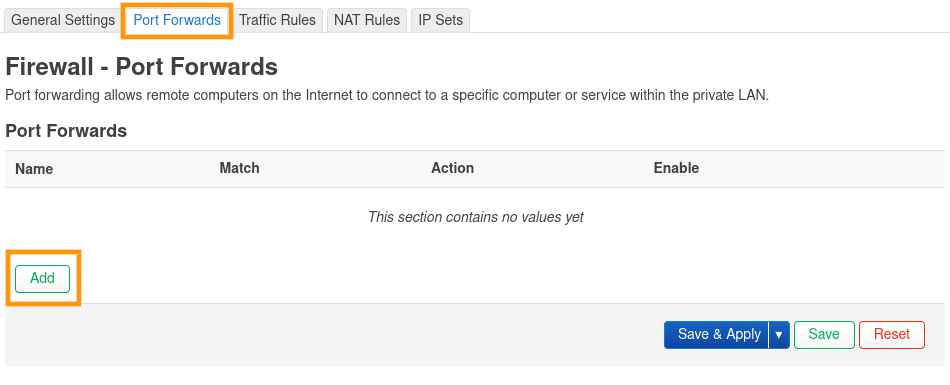 General Settings Port Forwards Traffic Rules NAT Rules IP Sets
Firewall - Port Forwards
Port forwarding allows remote computers on the Internet to connect to a specific computer or service within the private LAN.
Port Forwards
Name Match Action Enable
This section contains no values yet
Add
Save & Apply ▼ Save Reset